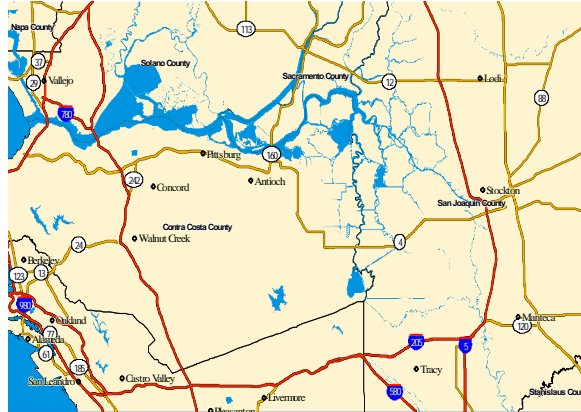 Napa County
113
37
Solano County
Sacramento County
29
Vallejo
12
Lodi
88
780
Pittsburg
160
242
Concord
Antioch
Stockton
San Joaquin County
Contra Costa County
Walnut Creek
24
4
Berkeley
123
13
980
Oakland
Manteca
120
77
Alameda
205
5
61
185
Tracy
San Leandro
Castro Valley
580
Stanislaus Cou
Livermore
Pleasanton